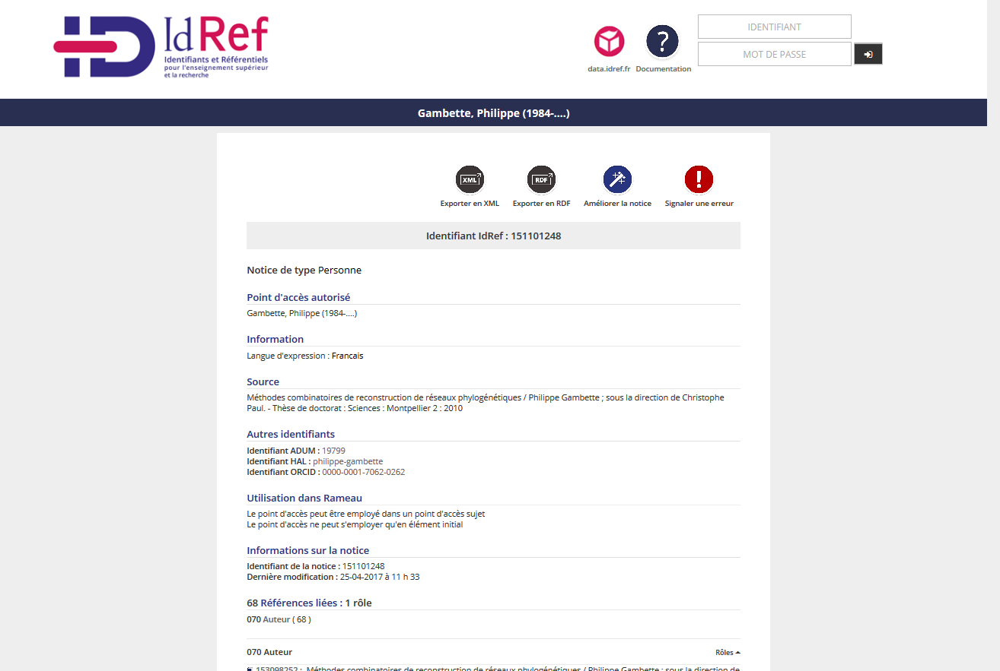 IdRef
Identifiants et Référentiels
pour l'enseignement supérieur
et la recherche
data.idref.fr
?
Documentation
IDENTIFIANT
MOT DE PASSE
Gambette, Philippe (1984-....)
XML
RDF
!
Exporter en XML
Exporter en RDF
Améliorer la notice
Signaler une erreur
Identifiant IdRef : 151101248
Notice de type Personne
Point d'accès autorisé
Gambette, Philippe (1984-....)
Information
Langue d'expression : Francais
Source
Méthodes combinatoires de reconstruction de réseaux phylogénétiques / Philippe Gambette ; sous la direction de Christophe
Paul. - Thèse de doctorat : Sciences : Montpellier 2 : 2010
Autres identifiants
Identifiant ADUM : 19799
Identifiant HAL : philippe-gambette
Identifiant ORCID : 0000-0001-7062-0262
Utilisation dans Rameau
Le point d'accès peut être employé dans un point d'accès sujet
Le point d'accès ne peut s'employer qu'en élément initial
Informations sur la notice
Identifiant de la notice : 151101248
Dernière modification : 25-04-2017 à 11 h 33
68 Références liées : 1 rôle
070 Auteur ( 68 )
070 Auteur
Rôles
153098252 : Méthodes combinatoires de reconstruction de réseaux phylogénétiques / Philippe Gambette ; sous la direction de